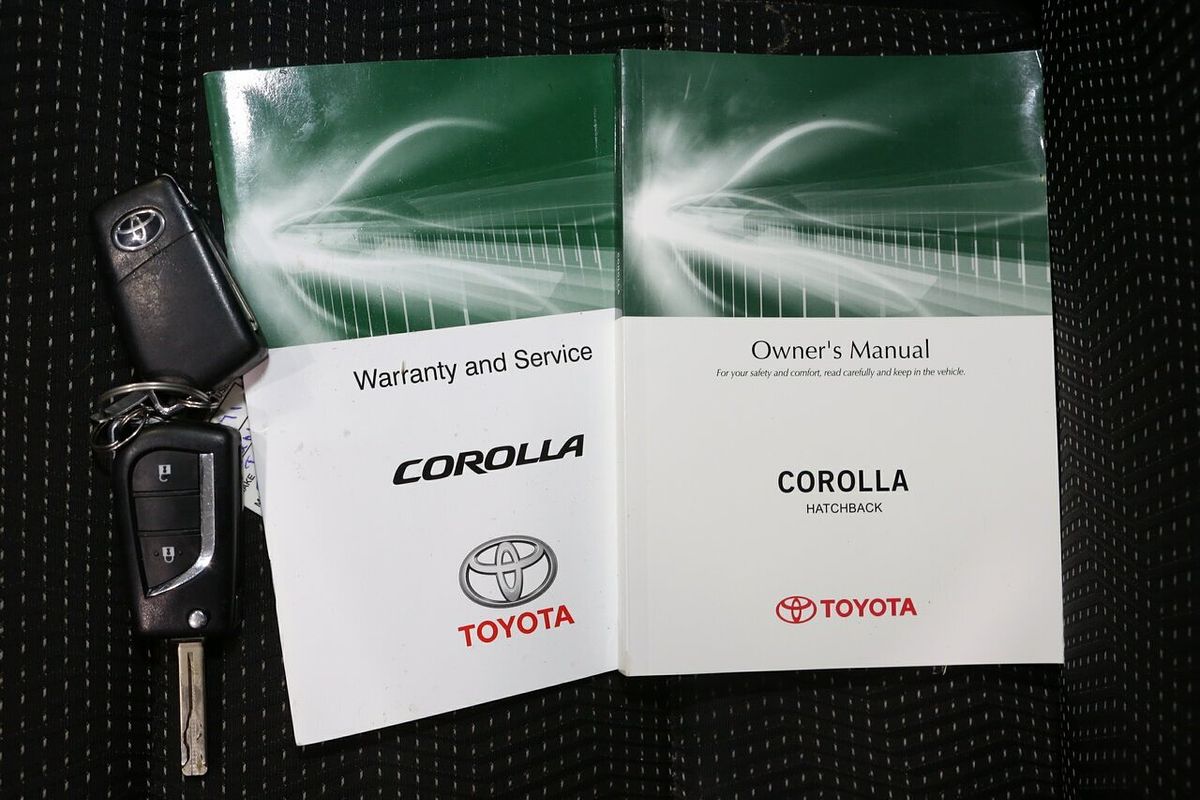 Warranty and Service
COROLLA
TOYOTA
COROLLA
Owner's Manual
For your safety and comfort, read carefully and keep in the vehicle.
COROLLA
HATCHBACK
TOYOTA